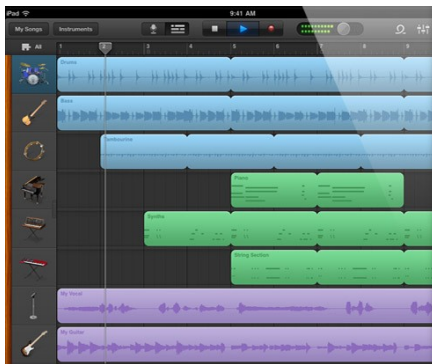 iPad 9:41 AM
My Songs Instruments
All 1 2 3 4 5 6 7 8 9
Drums
Bass
Tambourine
Piano
Synths
String Section
My Vocal
My Guitar